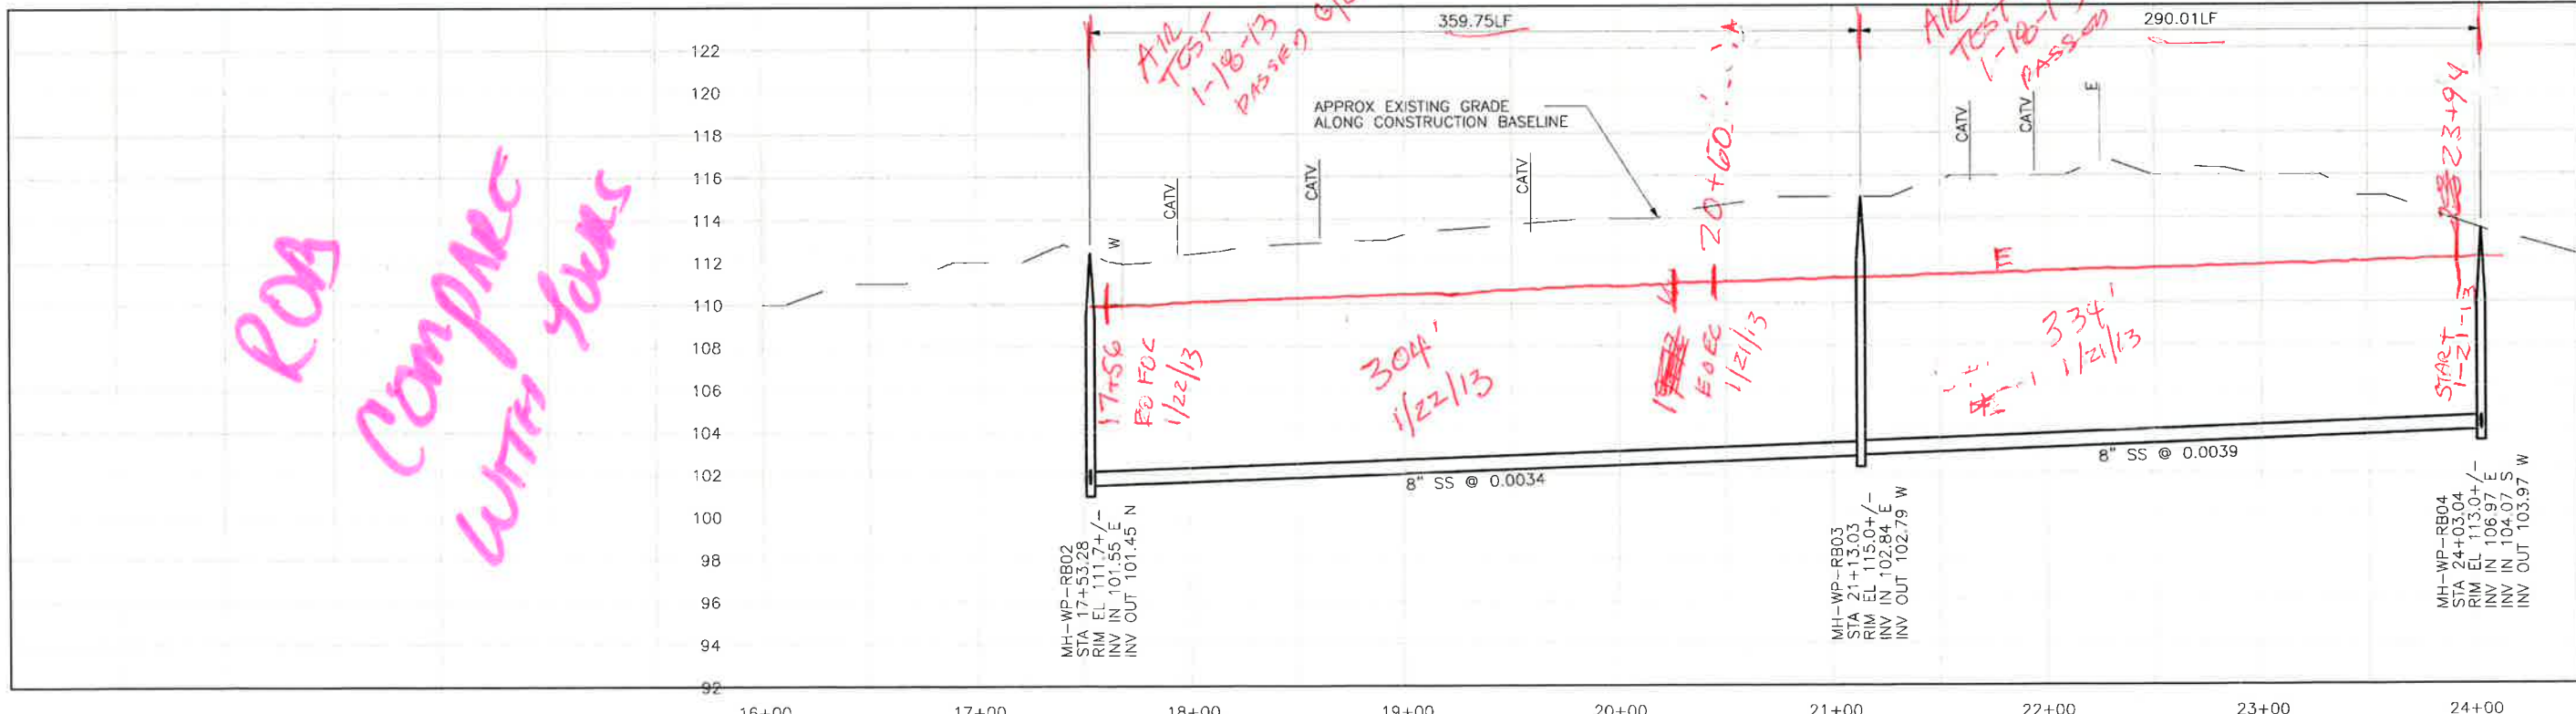 359.75LF
290.01LF
AIR
TEST
1-18-13
PASSED
AIR
TEST
PASSED
122
120
118
116
114
112
110
108
106
104
102
100
98
96
94
92
APPROX EXISTING GRADE
ALONG CONSTRUCTION BASELINE
W
CATV
CATV
CATV
CATV
CATV
E
20+60
23+94
E
ROB
COMPARE
WITH
YOURS
17+56
EO FOC
1/22/13
304'
1/22/13
1/21/13
334'
1/21/13
START
1-21-13
8" SS @ 0.0034
8" SS @ 0.0039
MH-WP-RB02
STA 17+53.28
RIM EL 111.7+/-
INV IN 101.55 E
INV OUT 101.45 N
MH-WP-RB03
STA 21+13.03
RIM EL 115.0+/-
INV IN 102.84 E
INV OUT 102.79 W
MH-WP-RB04
STA 24+03.04
RIM EL 113.0+/-
INV IN 106.97 E
INV IN 104.07 S
INV OUT 103.97 W
16+00
17+00
18+00
19+00
20+00
21+00
22+00
23+00
24+00